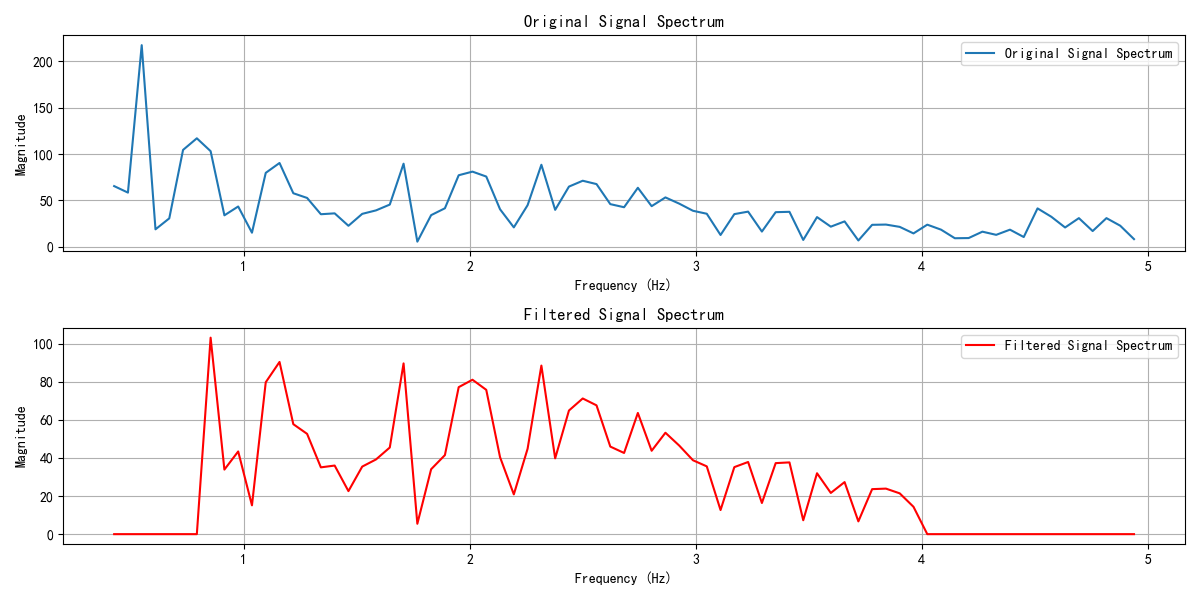 Original Signal Spectrum
Original Signal Spectrum
200
150
100
50
0
Magnitude
1 2 3 4 5
Frequency (Hz)
Filtered Signal Spectrum
Filtered Signal Spectrum
100
80
60
40
20
0
Magnitude
1 2 3 4 5
Frequency (Hz)